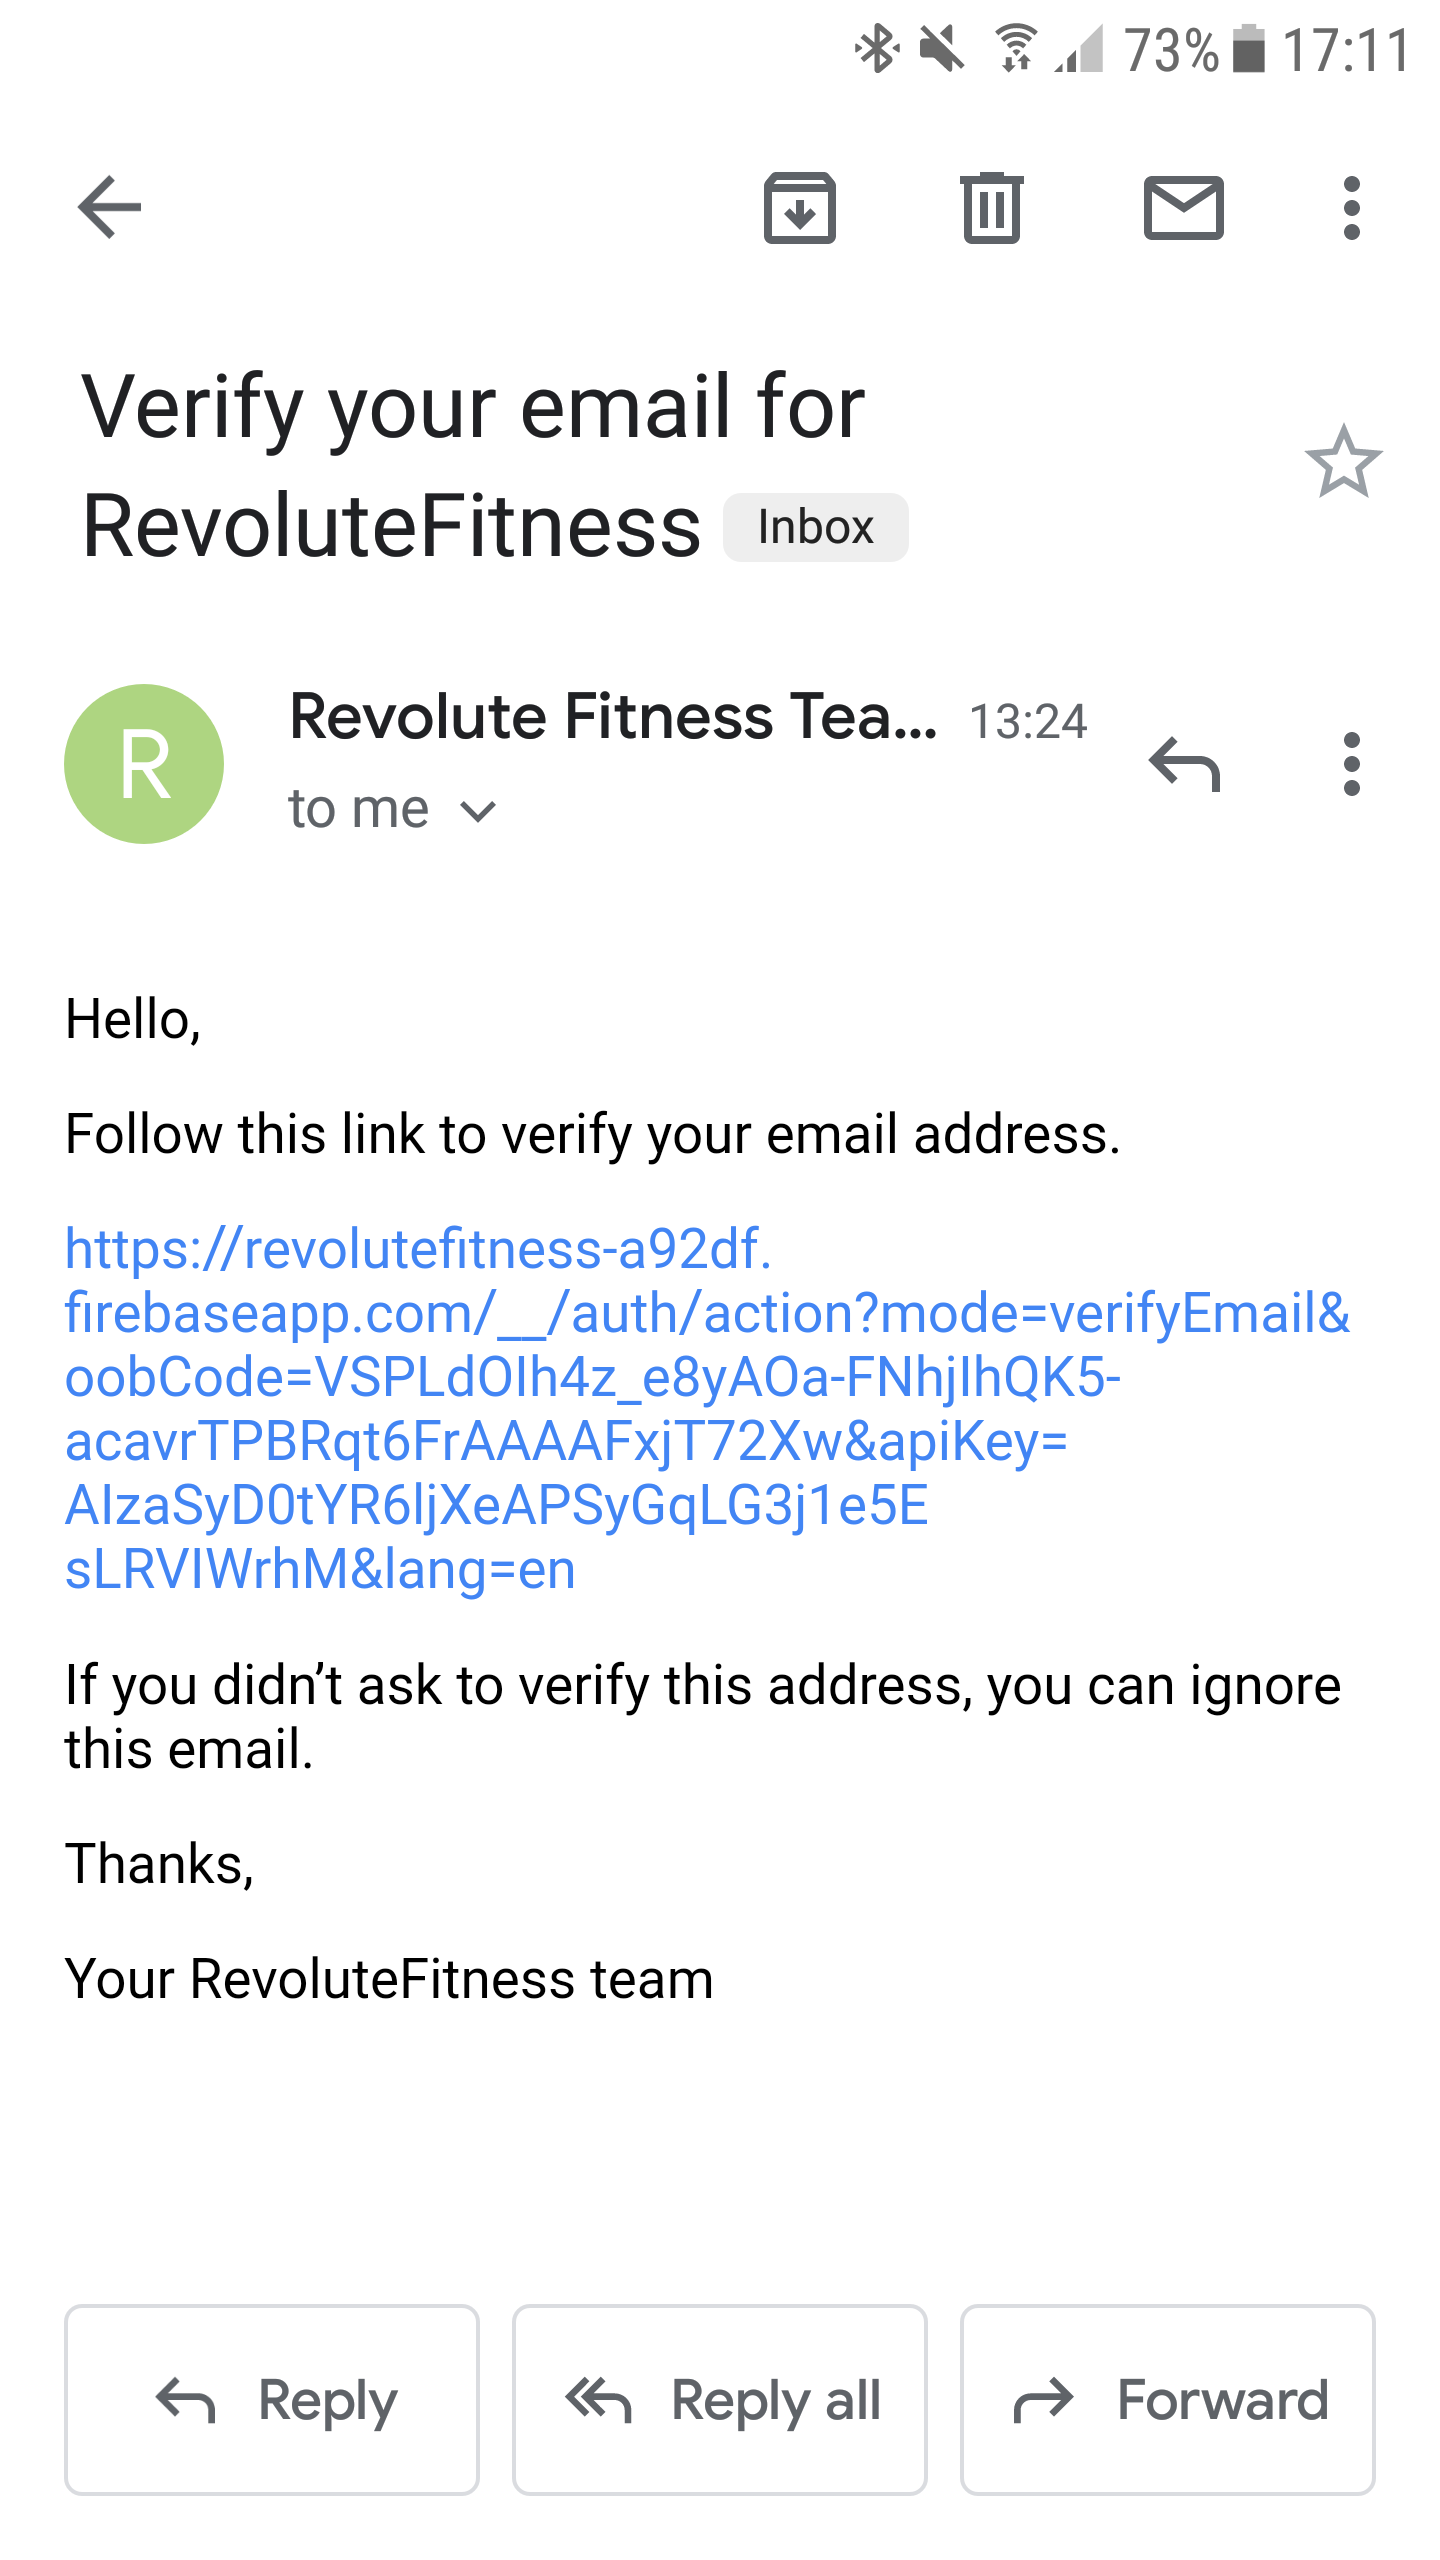 73% 17:11
Verify your email for
RevoluteFitness Inbox
R
Revolute Fitness Tea... 13:24
to me
Hello,
Follow this link to verify your email address.
https://revolutefitness-a92df.
firebaseapp.com/__/auth/action?mode=verifyEmail&
oobCode=VSPLdOIh4z_e8yAOa-FNhjIhQK5-
acavrTPBRqt6FrAAAAFxjT72Xw&apiKey=
AIzaSyD0tYR6ljXeAPSyGqLG3j1e5E
sLRVIWrhM&lang=en
If you didn’t ask to verify this address, you can ignore
this email.
Thanks,
Your RevoluteFitness team
Reply Reply all Forward